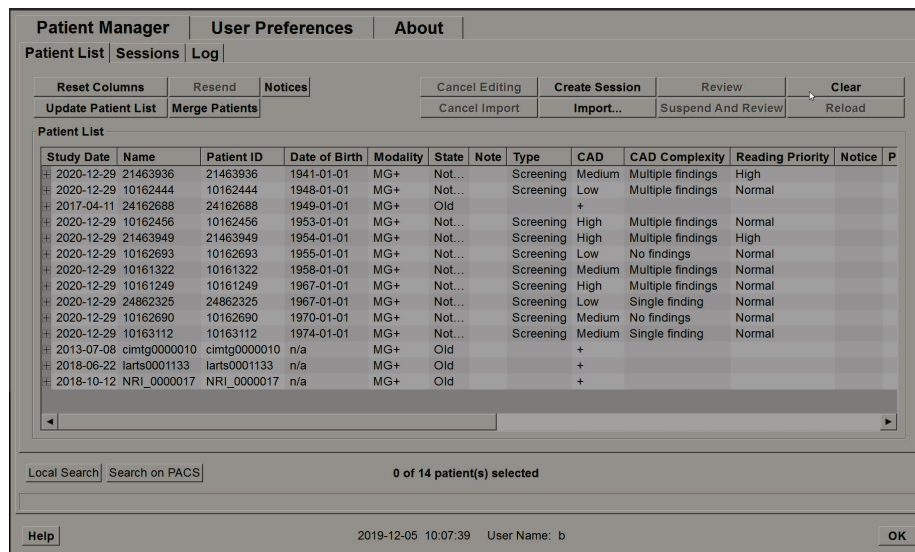 Patient Manager User Preferences About
Patient List Sessions Log
Reset Columns Resend Notices Cancel Editing Create Session Review Clear
Update Patient List Merge Patients Cancel Import Import... Suspend And Review Reload
Patient List
Study Date Name Patient ID Date of Birth Modality State Note Type CAD CAD Complexity Reading Priority Notice P
+ 2020-12-29 21463936 21463936 1941-01-01 MG+ Not... Screening Medium Multiple findings High
+ 2020-12-29 10162444 10162444 1948-01-01 MG+ Not... Screening Low Multiple findings Normal
+ 2017-04-11 24162688 24162688 1949-01-01 MG+ Old +
+ 2020-12-29 10162456 10162456 1953-01-01 MG+ Not... Screening High Multiple findings Normal
+ 2020-12-29 21463949 21463949 1954-01-01 MG+ Not... Screening High Multiple findings High
+ 2020-12-29 10162693 10162693 1955-01-01 MG+ Not... Screening Low No findings Normal
+ 2020-12-29 10161322 10161322 1958-01-01 MG+ Not... Screening Medium Multiple findings Normal
+ 2020-12-29 10161249 10161249 1967-01-01 MG+ Not... Screening High Multiple findings Normal
+ 2020-12-29 24862325 24862325 1967-01-01 MG+ Not... Screening Low Single finding Normal
+ 2020-12-29 10162690 10162690 1970-01-01 MG+ Not... Screening Medium No findings Normal
+ 2020-12-29 10163112 10163112 1974-01-01 MG+ Not... Screening Medium Single finding Normal
+ 2013-07-08 cimtg0000010 cimtg0000010 n/a MG+ Old +
+ 2018-06-22 larts0001133 larts0001133 n/a MG+ Old +
+ 2018-10-12 NRI_0000017 NRI_0000017 n/a MG+ Old +
Local Search Search on PACS 0 of 14 patient(s) selected
Help 2019-12-05 10:07:39 User Name: b OK